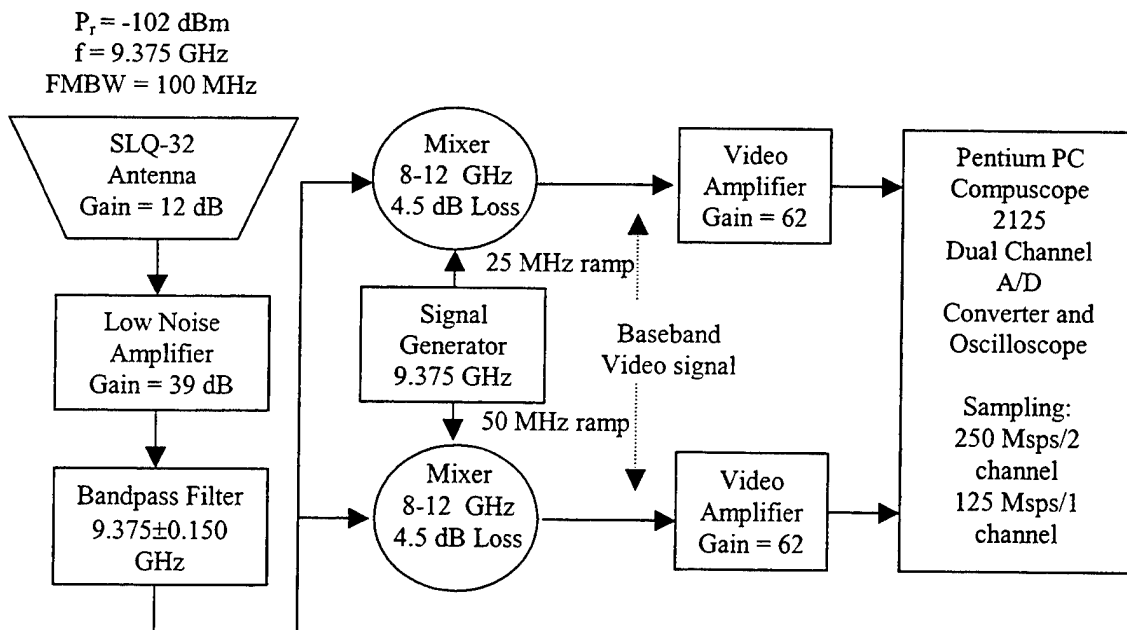 Pr = -102 dBm
f = 9.375 GHz
FMBW = 100 MHz
SLQ-32
Antenna
Gain = 12 dB
Low Noise
Amplifier
Gain = 39 dB
Bandpass Filter
9.375±0.150
GHz
Mixer
8-12 GHz
4.5 dB Loss
25 MHz ramp
Signal
Generator
9.375 GHz
50 MHz ramp
Mixer
8-12 GHz
4.5 dB Loss
Baseband
Video signal
Video
Amplifier
Gain = 62
Video
Amplifier
Gain = 62
Pentium PC
Compuscope
2125
Dual Channel
A/D
Converter and
Oscilloscope
Sampling:
250 Msps/2
channel
125 Msps/1
channel